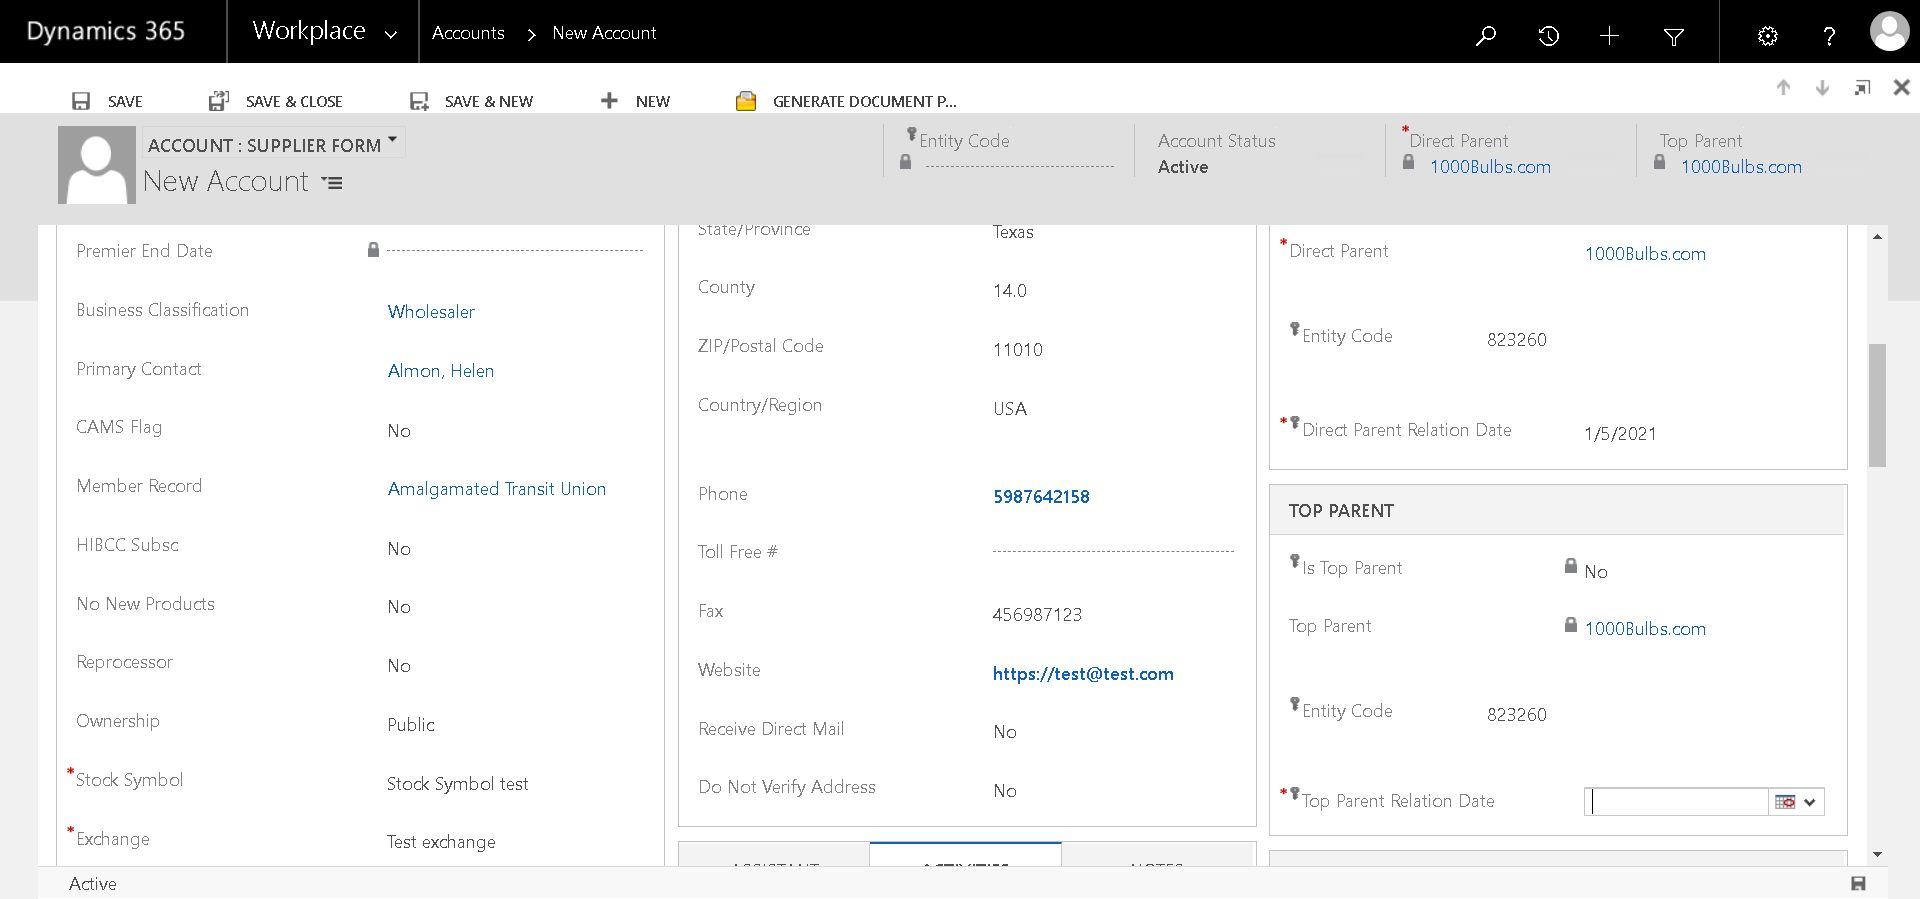 Dynamics 365
Workplace
Accounts
New Account
SAVE
SAVE & CLOSE
SAVE & NEW
NEW
GENERATE DOCUMENT P...
ACCOUNT : SUPPLIER FORM
New Account
Entity Code
Account Status
Active
*Direct Parent
1000Bulbs.com
Top Parent
1000Bulbs.com
Premier End Date
Business Classification
Wholesaler
Primary Contact
Almon, Helen
CAMS Flag
No
Member Record
Amalgamated Transit Union
HIBCC Subsc
No
No New Products
No
Reprocessor
No
Ownership
Public
*Stock Symbol
Stock Symbol test
*Exchange
Test exchange
State/Province
Texas
County
14.0
ZIP/Postal Code
11010
Country/Region
USA
Phone
5987642158
Toll Free #
Fax
456987123
Website
https://test@test.com
Receive Direct Mail
No
Do Not Verify Address
No
ASSISTANT
ACTIVITIES
NOTES
*Direct Parent
1000Bulbs.com
Entity Code
823260
*Direct Parent Relation Date
1/5/2021
TOP PARENT
Is Top Parent
No
Top Parent
1000Bulbs.com
Entity Code
823260
*Top Parent Relation Date
Active